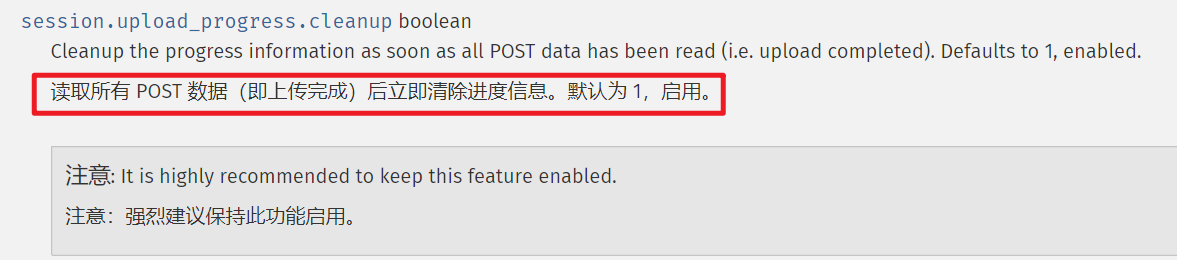 session.upload_progress.cleanup boolean
Cleanup the progress information as soon as all POST data has been read (i.e. upload completed). Defaults to 1, enabled.
读取所有 POST 数据（即上传完成）后立即清除进度信息。默认为 1，启用。
注意: It is highly recommended to keep this feature enabled.
注意：强烈建议保持此功能启用。